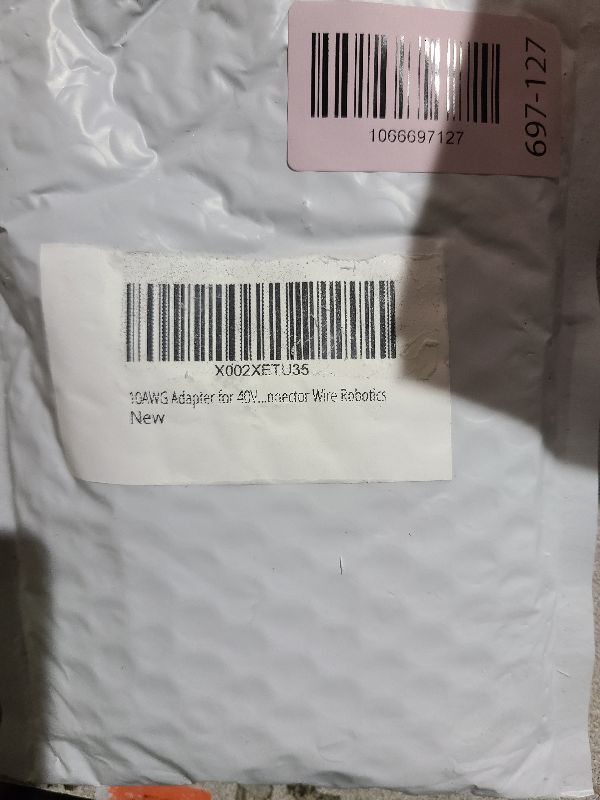 1066697127
697-127
X002XETU35
10AWG Adapter for 40V...nnector Wire Robotics
New